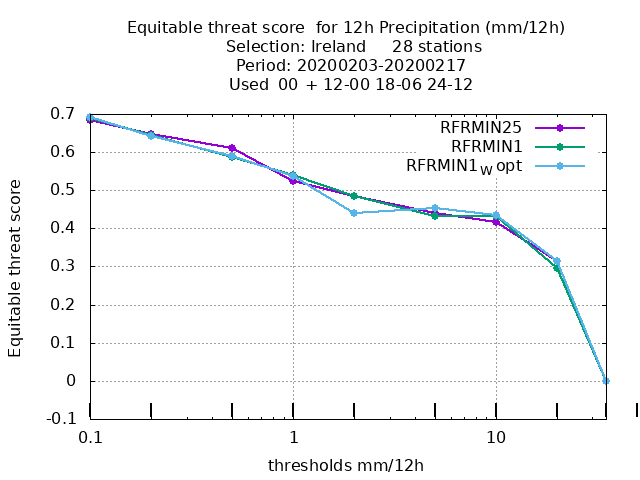 Equitable threat score  for 12h Precipitation (mm/12h)
Selection: Ireland     28 stations
Period: 20200203-20200217
Used  00 + 12-00 18-06 24-12
RFRMIN25
RFRMIN1
RFRMIN1W opt
Equitable threat score
0.7
0.6
0.5
0.4
0.3
0.2
0.1
0
-0.1
0.1 1 10
thresholds mm/12h